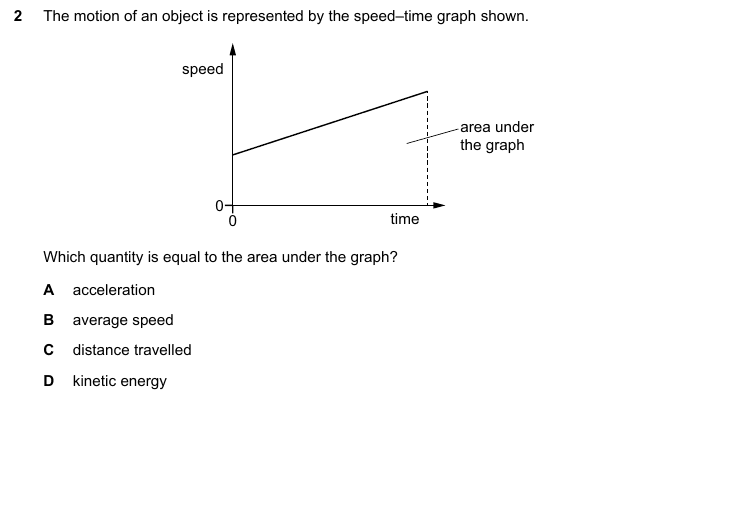 2 The motion of an object is represented by the speed–time graph shown.
speed
area under
the graph
0
0
time
Which quantity is equal to the area under the graph?
A acceleration
B average speed
C distance travelled
D kinetic energy